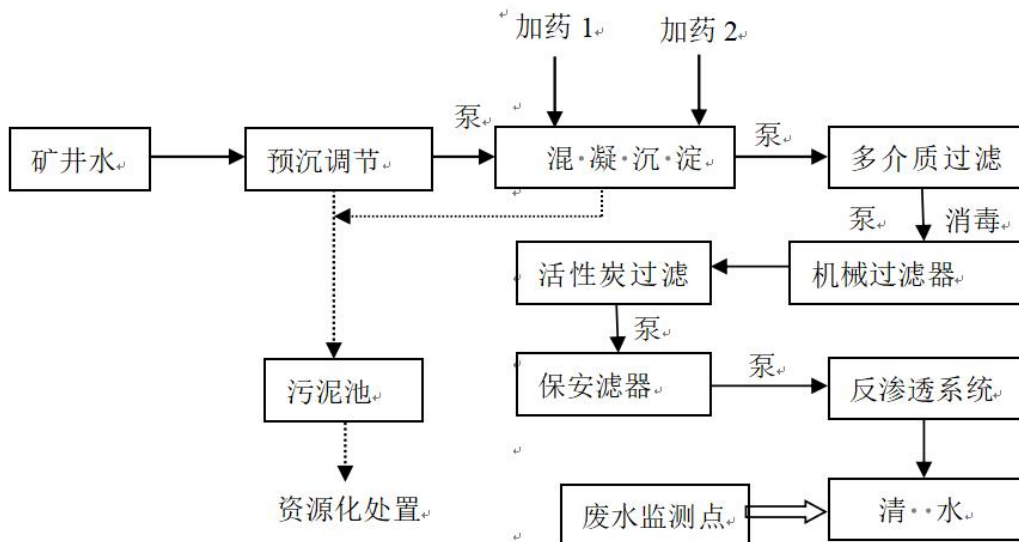 加药 1
加药 2
泵
泵
矿井水
预沉调节
混·凝·沉·淀
多介质过滤
泵
消毒
活性炭过滤
机械过滤器
泵
泵
污泥池
保安滤器
反渗透系统
资源化处置
废水监测点
清··水